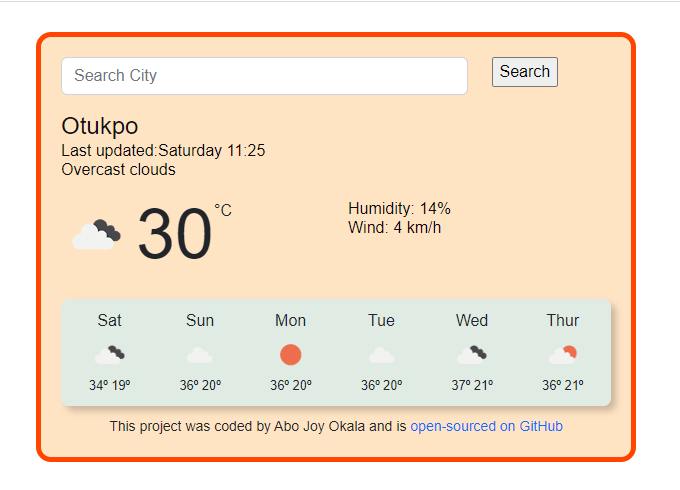 Search City Search
Otukpo
Last updated:Saturday 11:25
Overcast clouds
30 °C
Humidity: 14%
Wind: 4 km/h
Sat Sun Mon Tue Wed Thur
34º 19º 36º 20º 36º 20º 36º 20º 37º 21º 36º 21º
This project was coded by Abo Joy Okala and is open-sourced on GitHub